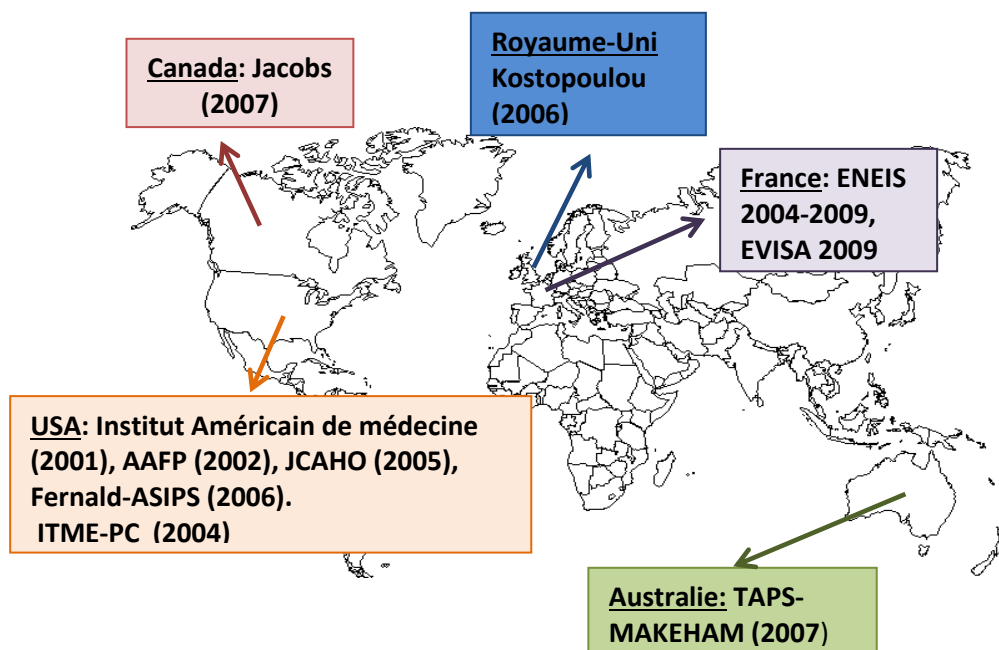 Canada: Jacobs
(2007)
Royaume-Uni
Kostopoulou
(2006)
France: ENEIS
2004-2009,
EVISA 2009
USA: Institut Américain de médecine
(2001), AAFP (2002), JCAHO (2005),
Fernald-ASIPS (2006).
ITME-PC (2004)
Australie: TAPS-
MAKEHAM (2007)